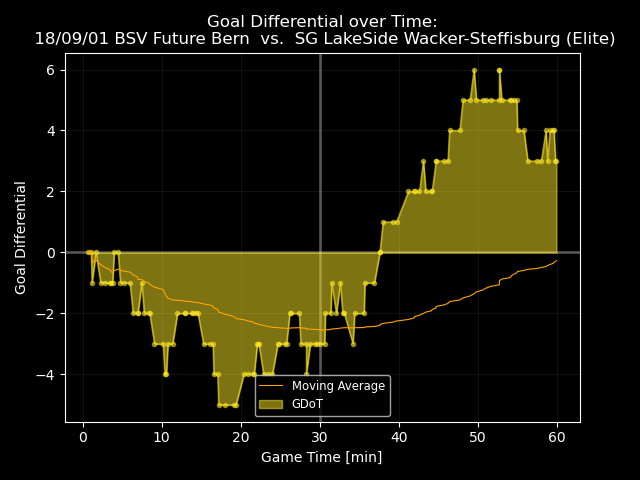 Goal Differential over Time:
18/09/01 BSV Future Bern vs. SG LakeSide Wacker-Steffisburg (Elite)
6
4
2
0
−2
−4
Goal Differential
Moving Average
GDoT
0 10 20 30 40 50 60
Game Time [min]